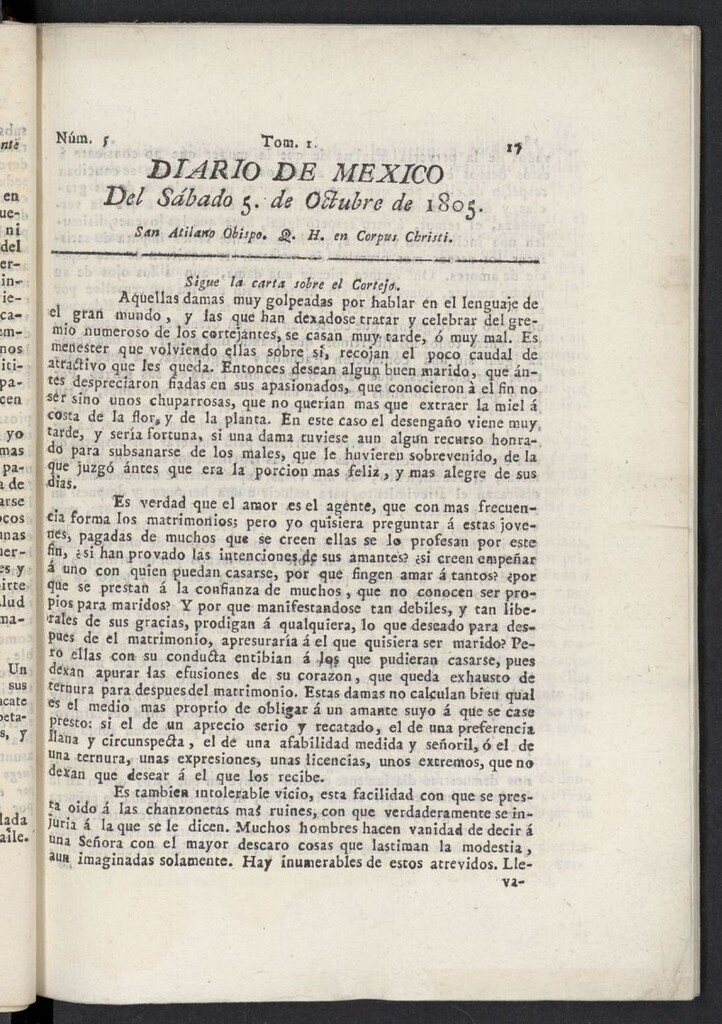 Núm. 5 Tom. 1. 17
DIARIO DE MEXICO
Del Sábado 5. de Octubre de 1805.
San Atilano Obispo. Q. H. en Corpus Christi.
Sigue la carta sobre el Cortejo.
Aquellas damas muy golpeadas por hablar en el lenguaje de
el gran mundo, y las que han dexadose tratar y celebrar del gre-
mio numeroso de los cortejantes, se casan muy tarde, ó muy mal. Es
menester que volviendo ellas sobre sí, recojan el poco caudal de
atractivo que les queda. Entonces desean algun buen marido, que án-
tes despreciaron fiadas en sus apasionados, que conocieron à el fin no
ser sino unos chuparrosas, que no querían mas que extraer la miel á
costa de la flor, y de la planta. En este caso el desengaño viene muy
tarde, y sería fortuna, si una dama tuviese aun algun recurso honra-
do para subsanarse de los males, que le huvieren sobrevenido, de la
que juzgó ántes que era la porcion mas feliz, y mas alegre de sus
dias.
Es verdad que el amor es el agente, que con mas frecuen-
cia forma los matrimonios; pero yo quisiera preguntar á estas jove-
nes, pagadas de muchos que se creen ellas se lo profesan por este
fin, ¿si han provado las intenciones de sus amantes? ¿si creen empeñar
á uno con quien puedan casarse, por que fingen amar á tantos? ¿por
que se prestan á la confianza de muchos, que no conocen ser pro-
pios para maridos? Y por que manifestandose tan debiles, y tan libe-
rales de sus gracias, prodigan á qualquiera, lo que deseado para des-
pues de el matrimonio, apresuraría á el que quisiera ser marido? Pe-
ro ellas con su conducta entibian á los que pudieran casarse, pues
dexan apurar las efusiones de su corazon, que queda exhausto de
ternura para despues del matrimonio. Estas damas no calculan bien qual
es el medio mas proprio de obligar á un amante suyo á que se case
presto: si el de un aprecio serio y recatado, el de una preferencia
llana y circunspecta, el de una afabilidad medida y señoril, ó el de
una ternura, unas expresiones, unas licencias, unos extremos, que no
dexan que desear á el que los recibe.
Es tambien intolerable vicio, esta facilidad con que se pres-
ta oido á las chanzonetas mas ruines, con que verdaderamente se in-
juria á la que se le dicen. Muchos hombres hacen vanidad de decir á
una Señora con el mayor descaro cosas que lastiman la modestia,
aun imaginadas solamente. Hay inumerables de estos atrevidos. Lle-
va-